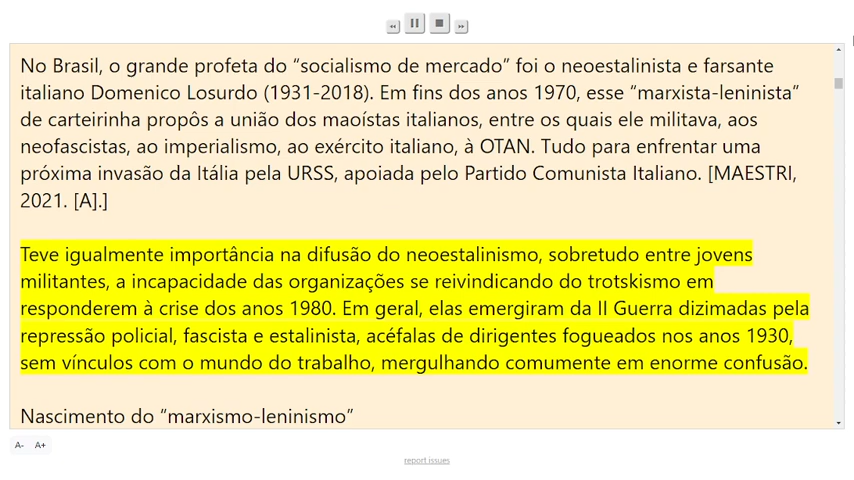 No Brasil, o grande profeta do “socialismo de mercado” foi o neoestalinista e farsante
italiano Domenico Losurdo (1931-2018). Em fins dos anos 1970, esse “marxista-leninista”
de carteirinha propôs a união dos maoístas italianos, entre os quais ele militava, aos
neofascistas, ao imperialismo, ao exército italiano, à OTAN. Tudo para enfrentar uma
próxima invasão da Itália pela URSS, apoiada pelo Partido Comunista Italiano. [MAESTRI,
2021. [A].]
Teve igualmente importância na difusão do neoestalinismo, sobretudo entre jovens
militantes, a incapacidade das organizações se reivindicando do trotskismo em
responderem à crise dos anos 1980. Em geral, elas emergiram da II Guerra dizimadas pela
repressão policial, fascista e estalinista, acéfalas de dirigentes fogueados nos anos 1930,
sem vínculos com o mundo do trabalho, mergulhando comumente em enorme confusão.
Nascimento do “marxismo-leninismo”
A- A+
report issues